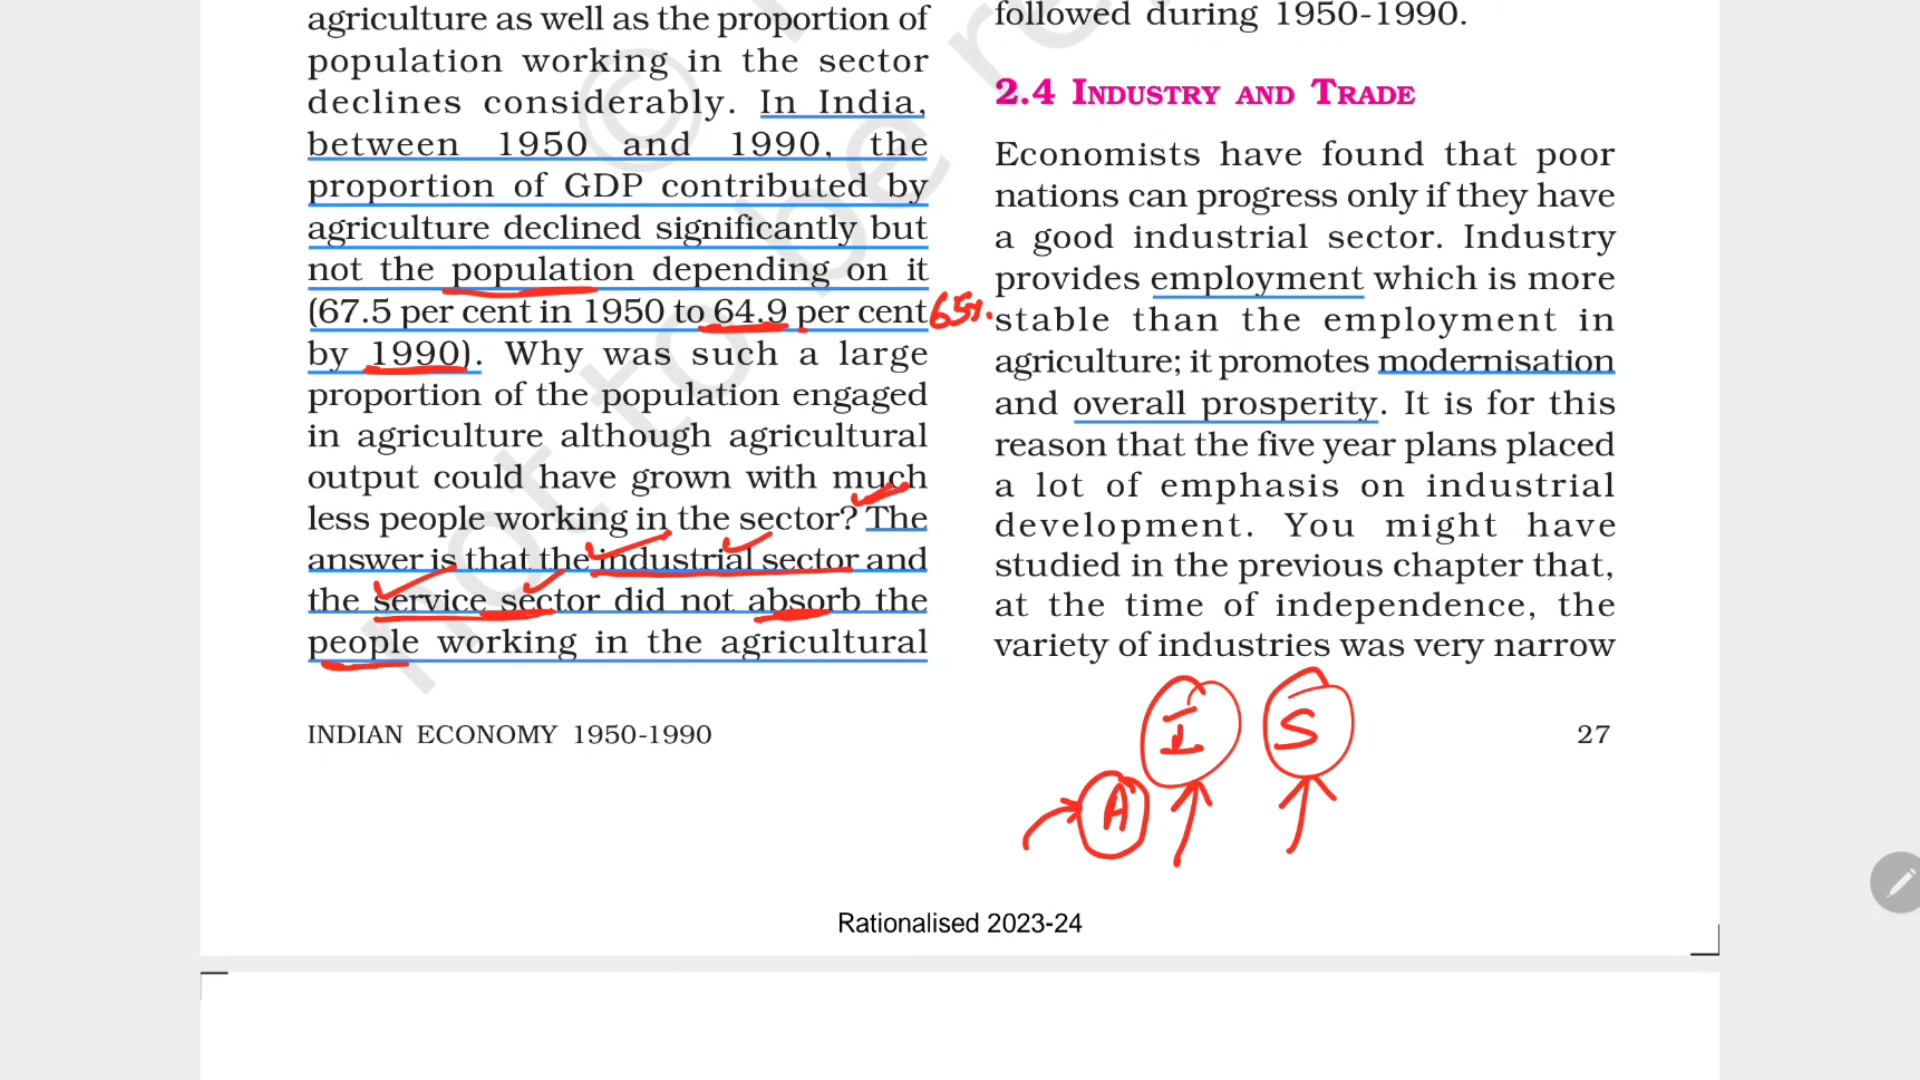 agriculture as well as the proportion of
population working in the sector
declines considerably. In India,
between 1950 and 1990, the
proportion of GDP contributed by
agriculture declined significantly but
not the population depending on it
(67.5 per cent in 1950 to 64.9 per cent 65%.
by 1990). Why was such a large
proportion of the population engaged
in agriculture although agricultural
output could have grown with much
less people working in the sector? The
answer is that the industrial sector and
the service sector did not absorb the
people working in the agricultural
INDIAN ECONOMY 1950-1990
followed during 1950-1990.
2.4 INDUSTRY AND TRADE
Economists have found that poor
nations can progress only if they have
a good industrial sector. Industry
provides employment which is more
stable than the employment in
agriculture; it promotes modernisation
and overall prosperity. It is for this
reason that the five year plans placed
a lot of emphasis on industrial
development. You might have
studied in the previous chapter that,
at the time of independence, the
variety of industries was very narrow
I S
A
27
Rationalised 2023-24
© not to be re